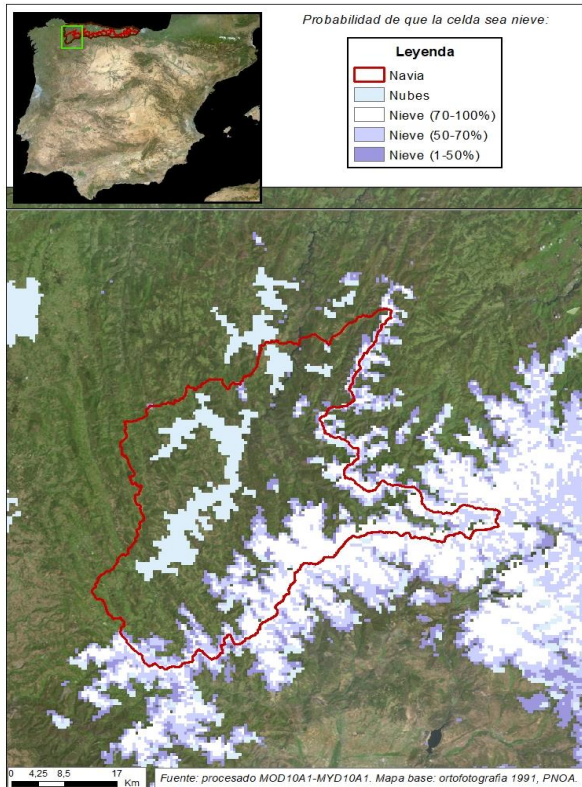 Probabilidad de que la celda sea nieve:
Leyenda
Navia
Nubes
Nieve (70-100%)
Nieve (50-70%)
Nieve (1-50%)
0 4,25 8,5 17
Km
Fuente: procesado MOD10A1-MYD10A1. Mapa base: ortofotografia 1991, PNOA.